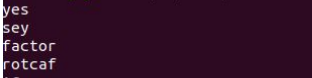 yes
sey
factor
rotcaf